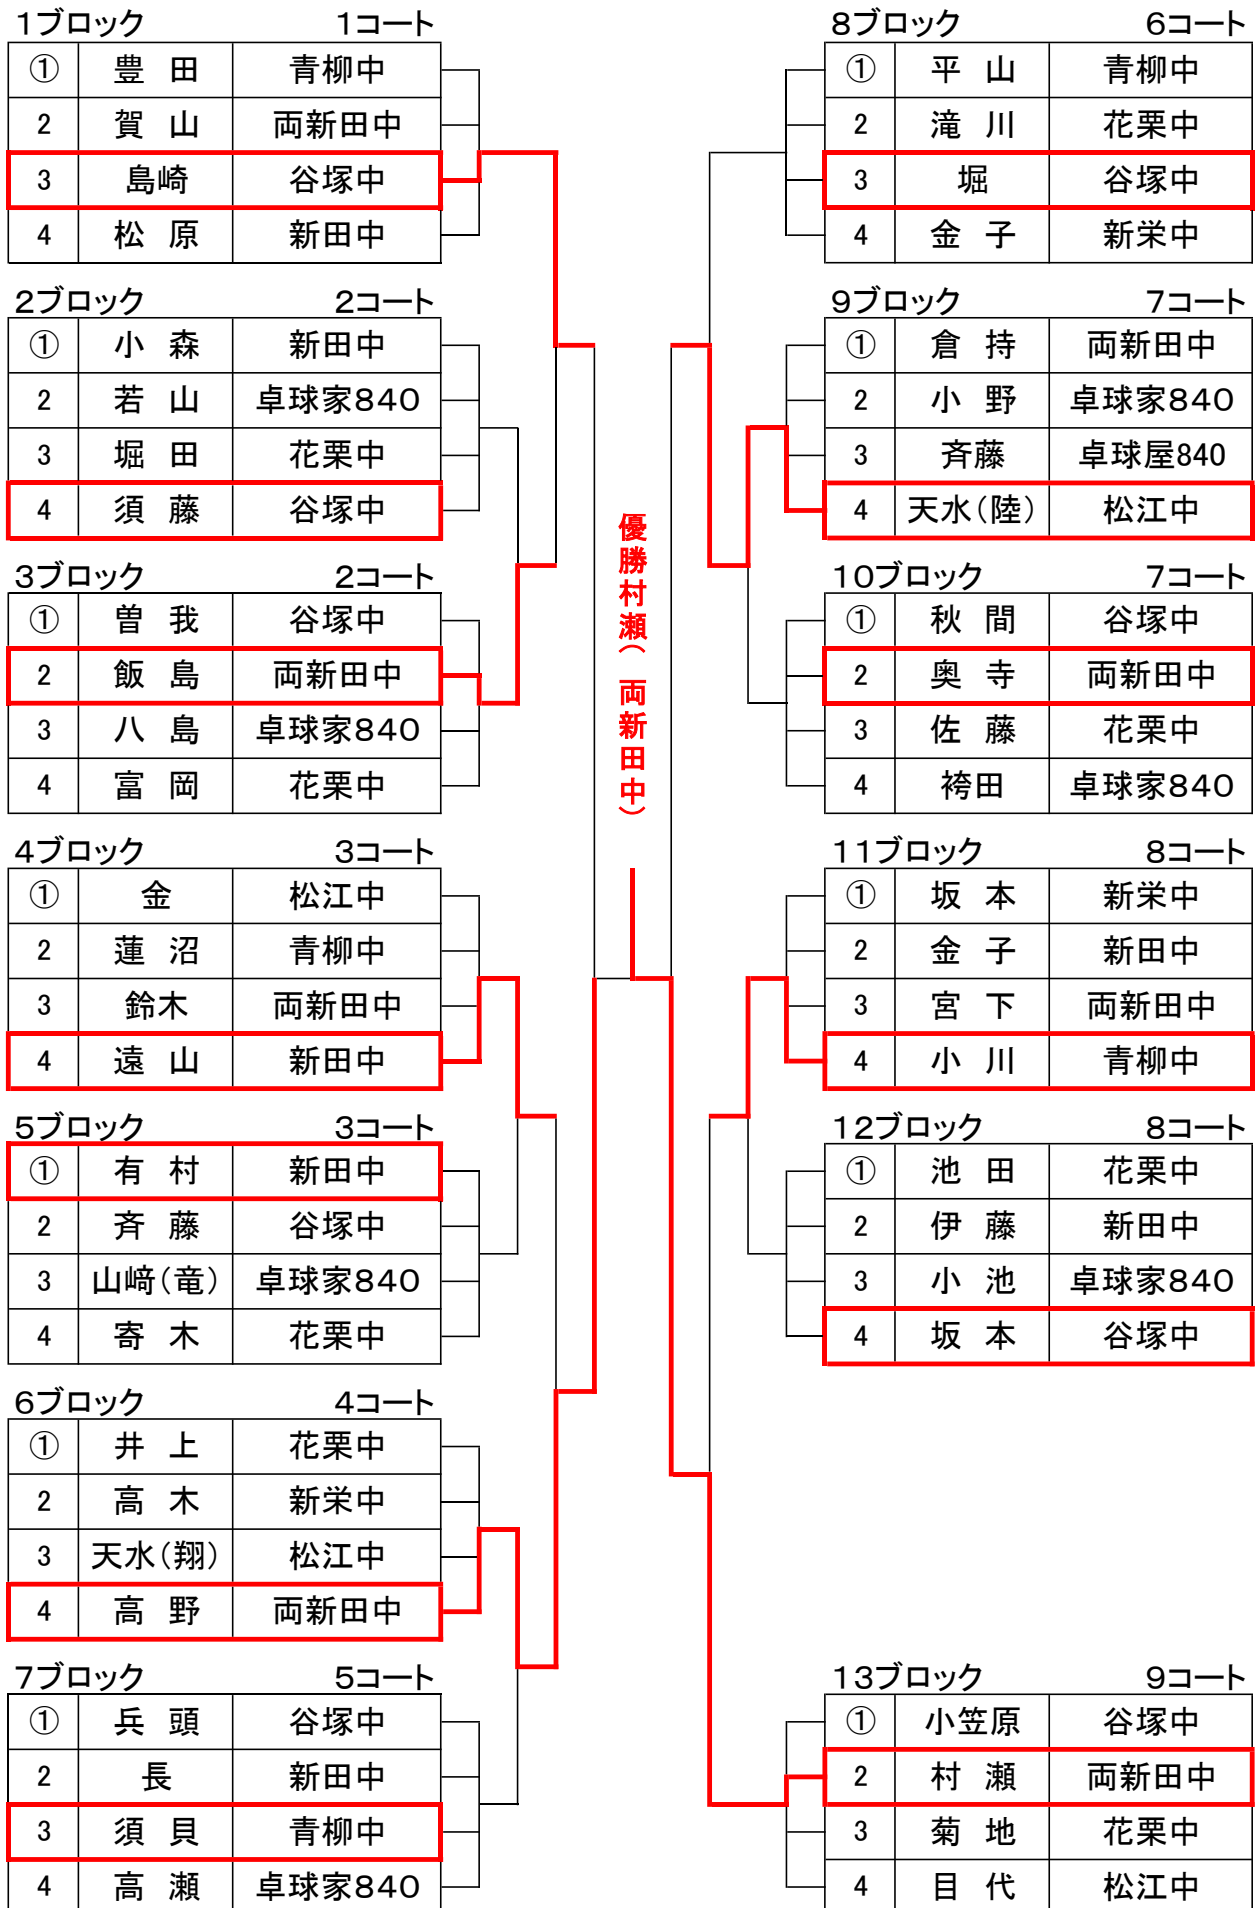 1ブロック 1コート
① 豊 田 青柳中
2 賀 山 両新田中
3 島崎 谷塚中
4 松 原 新田中
2ブロック 2コート
① 小 森 新田中
2 若 山 卓球家840
3 堀 田 花栗中
4 須 藤 谷塚中
3ブロック 2コート
① 曽 我 谷塚中
2 飯 島 両新田中
3 八 島 卓球家840
4 富 岡 花栗中
4ブロック 3コート
① 金 松江中
2 蓮 沼 青柳中
3 鈴木 両新田中
4 遠 山 新田中
5ブロック 3コート
① 有 村 新田中
2 斉 藤 谷塚中
3 山﨑(竜) 卓球家840
4 寄 木 花栗中
6ブロック 4コート
① 井 上 花栗中
2 高 木 新栄中
3 天水(翔) 松江中
4 高 野 両新田中
7ブロック 5コート
① 兵 頭 谷塚中
2 長 新田中
3 須 貝 青柳中
4 高 瀬 卓球家840
優勝村瀬(両新田中)
8ブロック 6コート
① 平 山 青柳中
2 滝 川 花栗中
3 堀 谷塚中
4 金 子 新栄中
9ブロック 7コート
① 倉 持 両新田中
2 小 野 卓球家840
3 斉藤 卓球屋840
4 天水(陸) 松江中
10ブロック 7コート
① 秋 間 谷塚中
2 奥 寺 両新田中
3 佐 藤 花栗中
4 袴田 卓球家840
11ブロック 8コート
① 坂 本 新栄中
2 金 子 新田中
3 宮 下 両新田中
4 小 川 青柳中
12ブロック 8コート
① 池 田 花栗中
2 伊 藤 新田中
3 小 池 卓球家840
4 坂 本 谷塚中
13ブロック 9コート
① 小笠原 谷塚中
2 村 瀬 両新田中
3 菊 地 花栗中
4 目 代 松江中